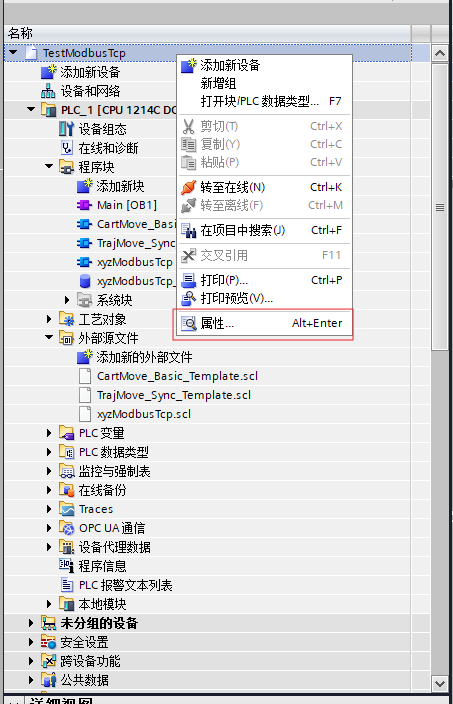 名称
TestModbusTcp
添加新设备
设备和网络
PLC_1 [CPU 1214C DC
设备组态
在线和诊断
程序块
添加新块
Main [OB1]
CartMove_Basi
TrajMove_Sync
xyzModbusTcp
xyzModbusTcp_
系统块
工艺对象
外部源文件
添加新的外部文件
CartMove_Basic_Template.scl
TrajMove_Sync_Template.scl
xyzModbusTcp.scl
PLC 变量
PLC 数据类型
监控与强制表
在线备份
Traces
OPC UA 通信
设备代理数据
程序信息
PLC 报警文本列表
本地模块
未分组的设备
安全设置
跨设备功能
公共数据
详细视图
添加新设备
新增组
打开块/PLC 数据类型... F7
剪切(T) Ctrl+X
复制(Y) Ctrl+C
粘贴(P) Ctrl+V
转至在线(N) Ctrl+K
转至离线(F) Ctrl+M
在项目中搜索(J) Ctrl+F
交叉引用 F11
打印(P)... Ctrl+P
打印预览(V)...
属性... Alt+Enter